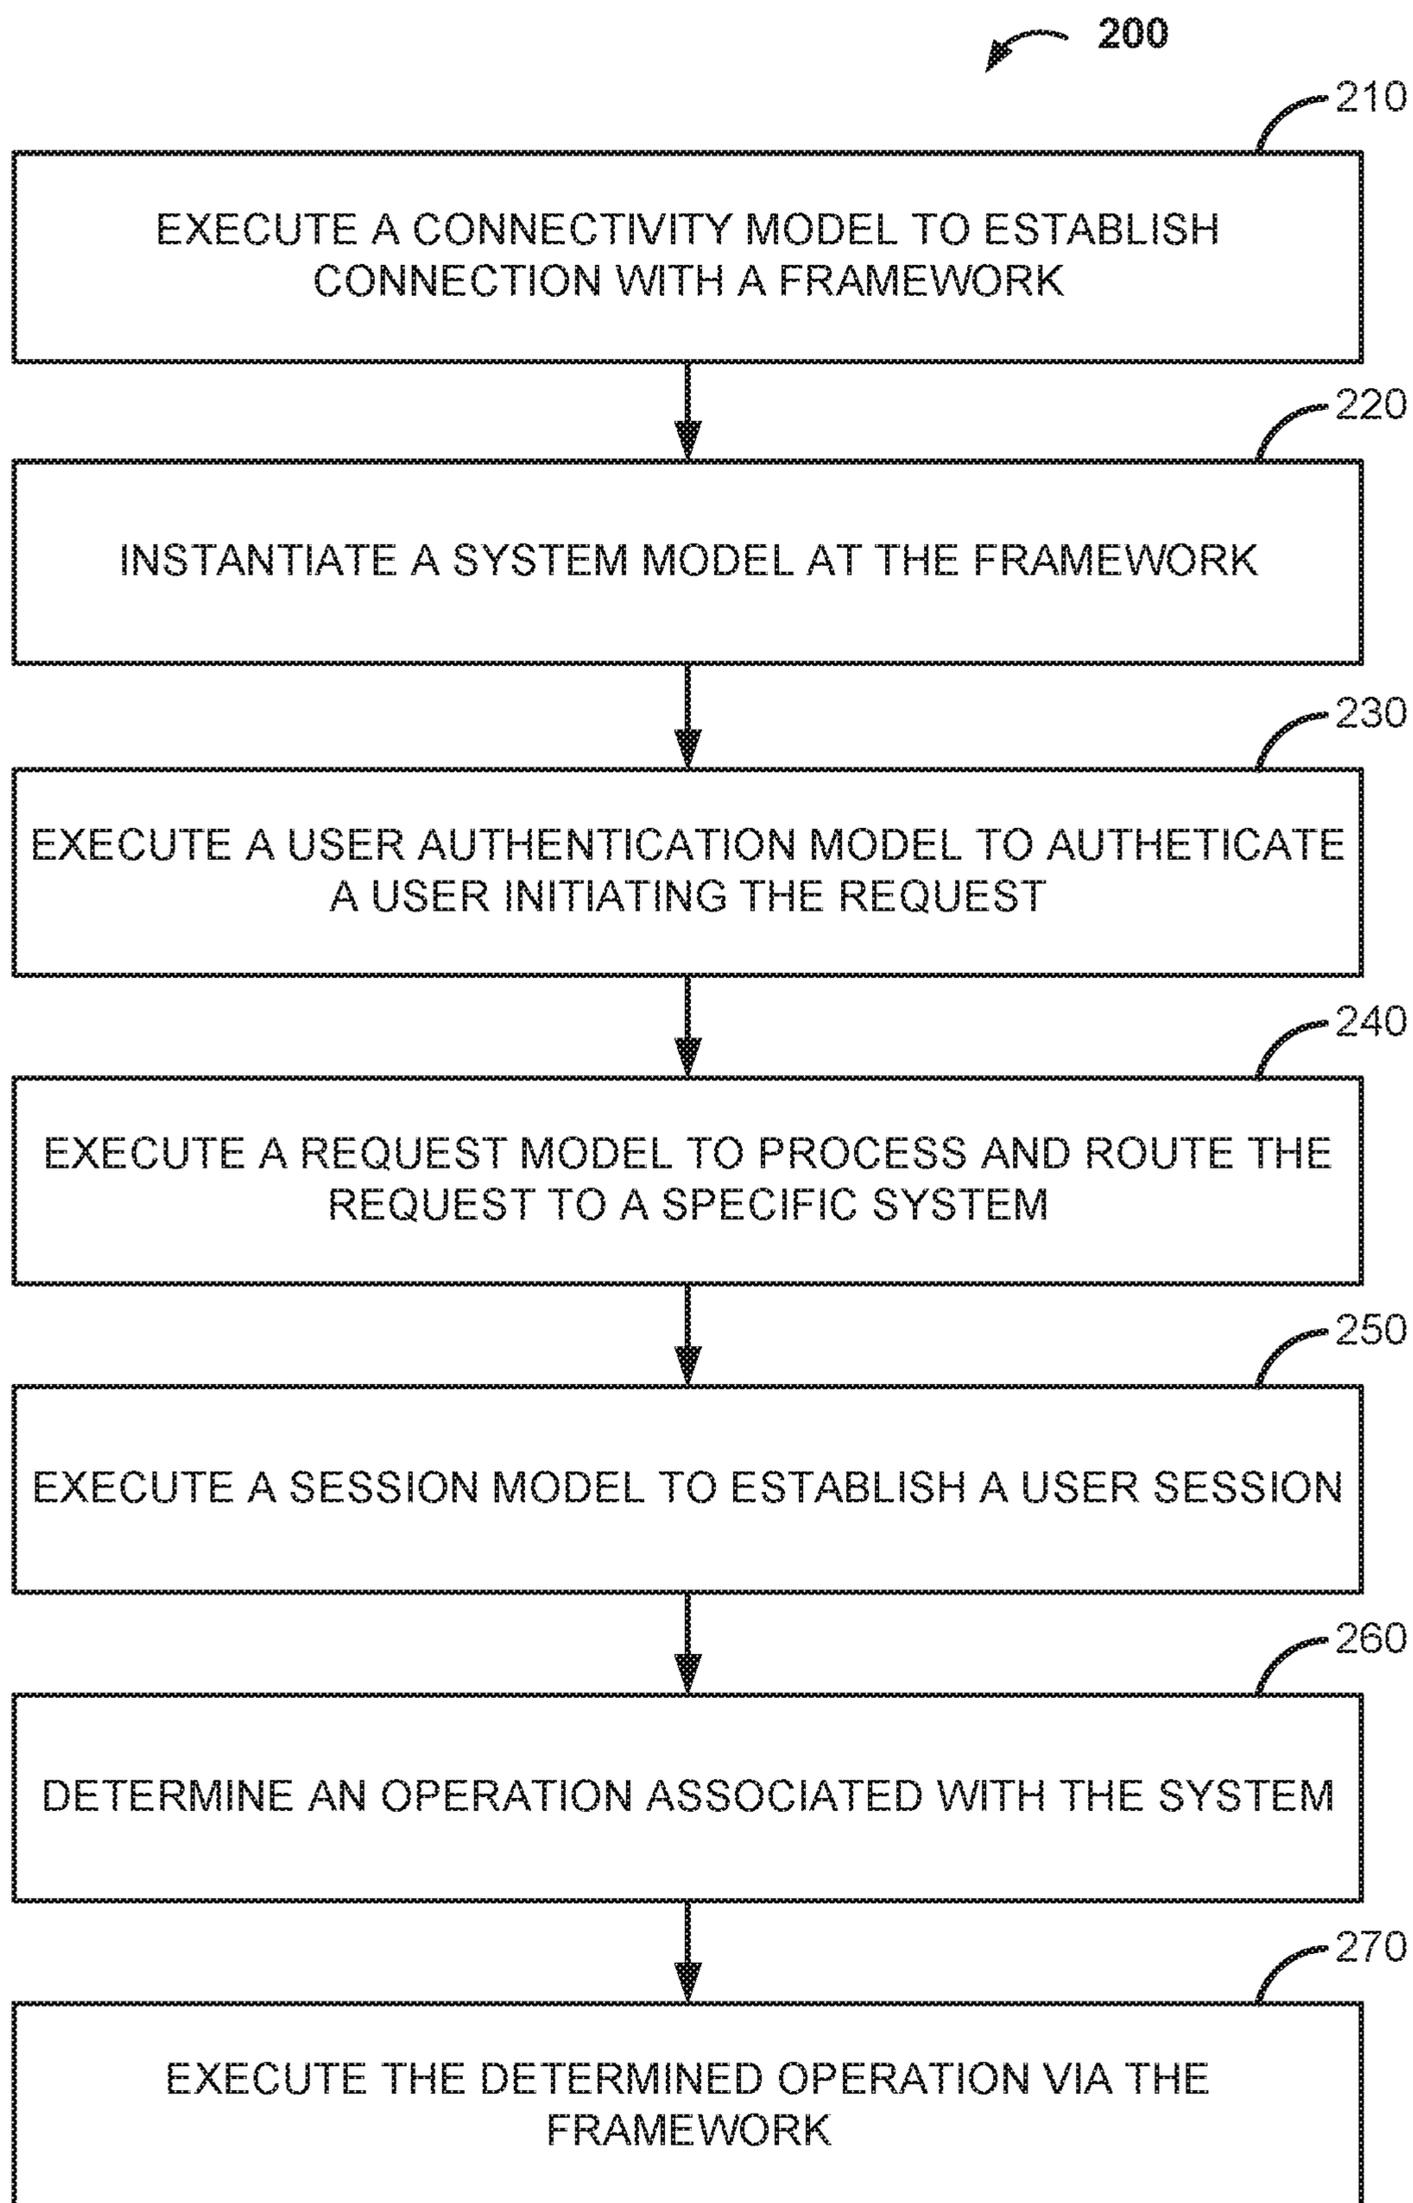 200
210
EXECUTE A CONNECTIVITY MODEL TO ESTABLISH
CONNECTION WITH A FRAMEWORK
220
INSTANTIATE A SYSTEM MODEL AT THE FRAMEWORK
230
EXECUTE A USER AUTHENTICATION MODEL TO AUTHETICATE
A USER INITIATING THE REQUEST
240
EXECUTE A REQUEST MODEL TO PROCESS AND ROUTE THE
REQUEST TO A SPECIFIC SYSTEM
250
EXECUTE A SESSION MODEL TO ESTABLISH A USER SESSION
260
DETERMINE AN OPERATION ASSOCIATED WITH THE SYSTEM
270
EXECUTE THE DETERMINED OPERATION VIA THE
FRAMEWORK